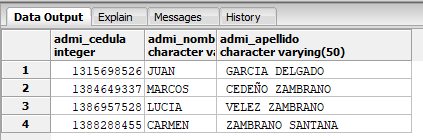 Data Output Explain Messages History
admi_cedula admi_nomb admi_apellido
integer character va character varying(50)
1 1315698526 JUAN GARCIA DELGADO
2 1384649337 MARCOS CEDEÑO ZAMBRANO
3 1386957528 LUCIA VELEZ ZAMBRANO
4 1388288455 CARMEN ZAMBRANO SANTANA